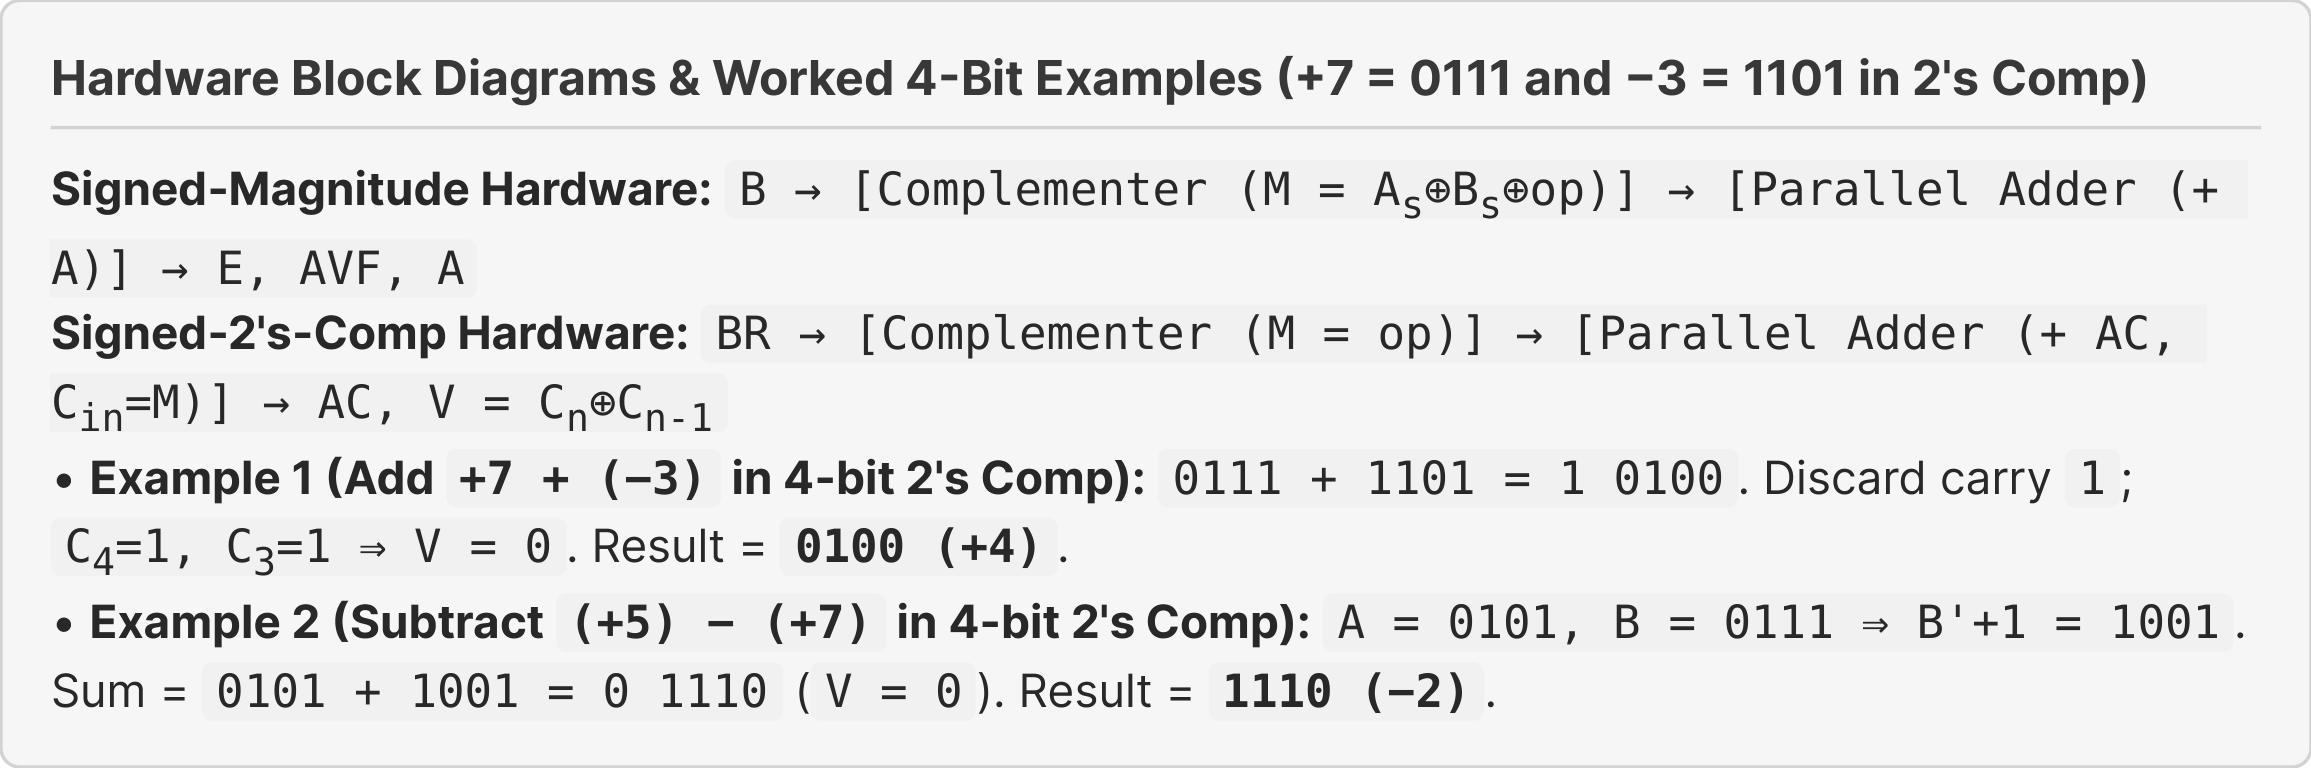 Hardware Block Diagrams & Worked 4-Bit Examples (+7 = 0111 and −3 = 1101 in 2's Comp)
Signed-Magnitude Hardware: B → [Complementer (M = Aₛ⊕Bₛ⊕op)] → [Parallel Adder (+
A)] → E, AVF, A
Signed-2's-Comp Hardware: BR → [Complementer (M = op)] → [Parallel Adder (+ AC,
Cᵢₙ=M)] → AC, V = Cₙ⊕Cₙ₋₁
• Example 1 (Add +7 + (−3) in 4-bit 2's Comp): 0111 + 1101 = 1 0100. Discard carry 1;
C₄=1, C₃=1 ⇒ V = 0. Result = 0100 (+4).
• Example 2 (Subtract (+5) − (+7) in 4-bit 2's Comp): A = 0101, B = 0111 ⇒ B'+1 = 1001.
Sum = 0101 + 1001 = 0 1110 (V = 0). Result = 1110 (−2).